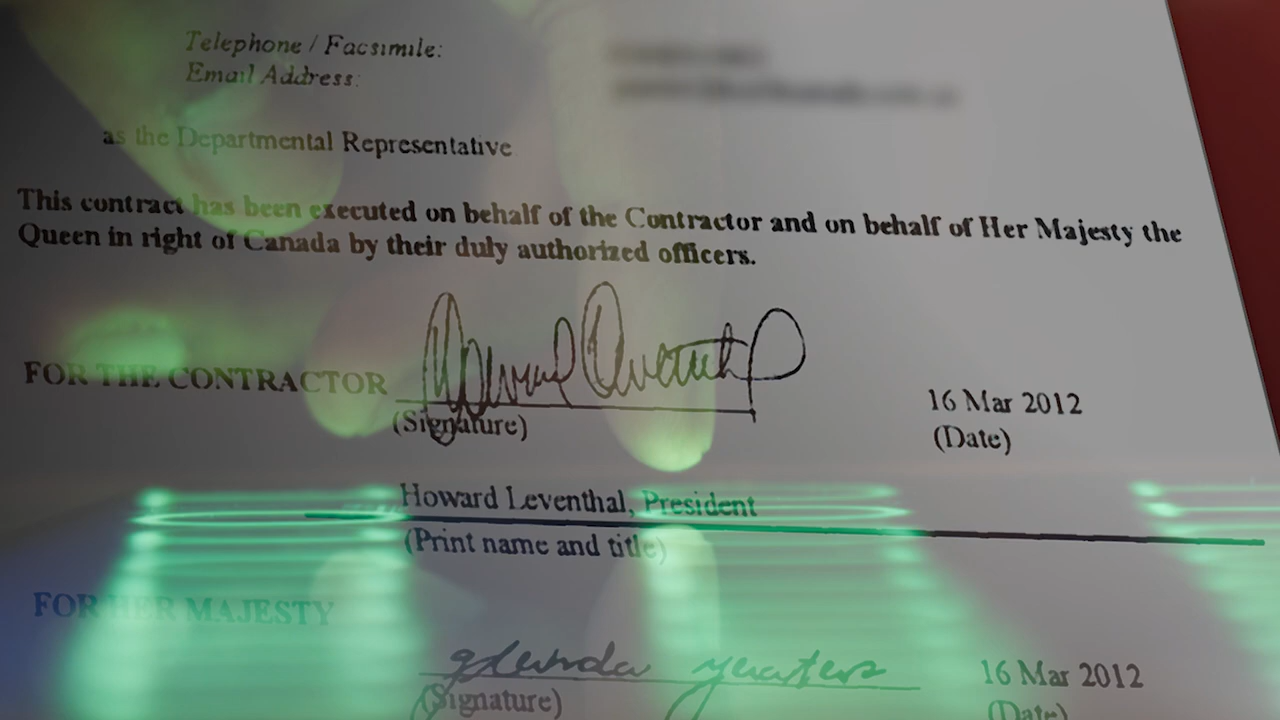 Telephone / Facsimile:
Email Address:
as the Departmental Representative
This contract has been executed on behalf of the Contractor and on behalf of Her Majesty the
Queen in right of Canada by their duly authorized officers.
FOR THE CONTRACTOR
16 Mar 2012
(Signature)
(Date)
Howard Leventhal, President
(Print name and title)
FOR HER MAJESTY
glenda yeates
16 Mar 2012
(Signature)
(Date)